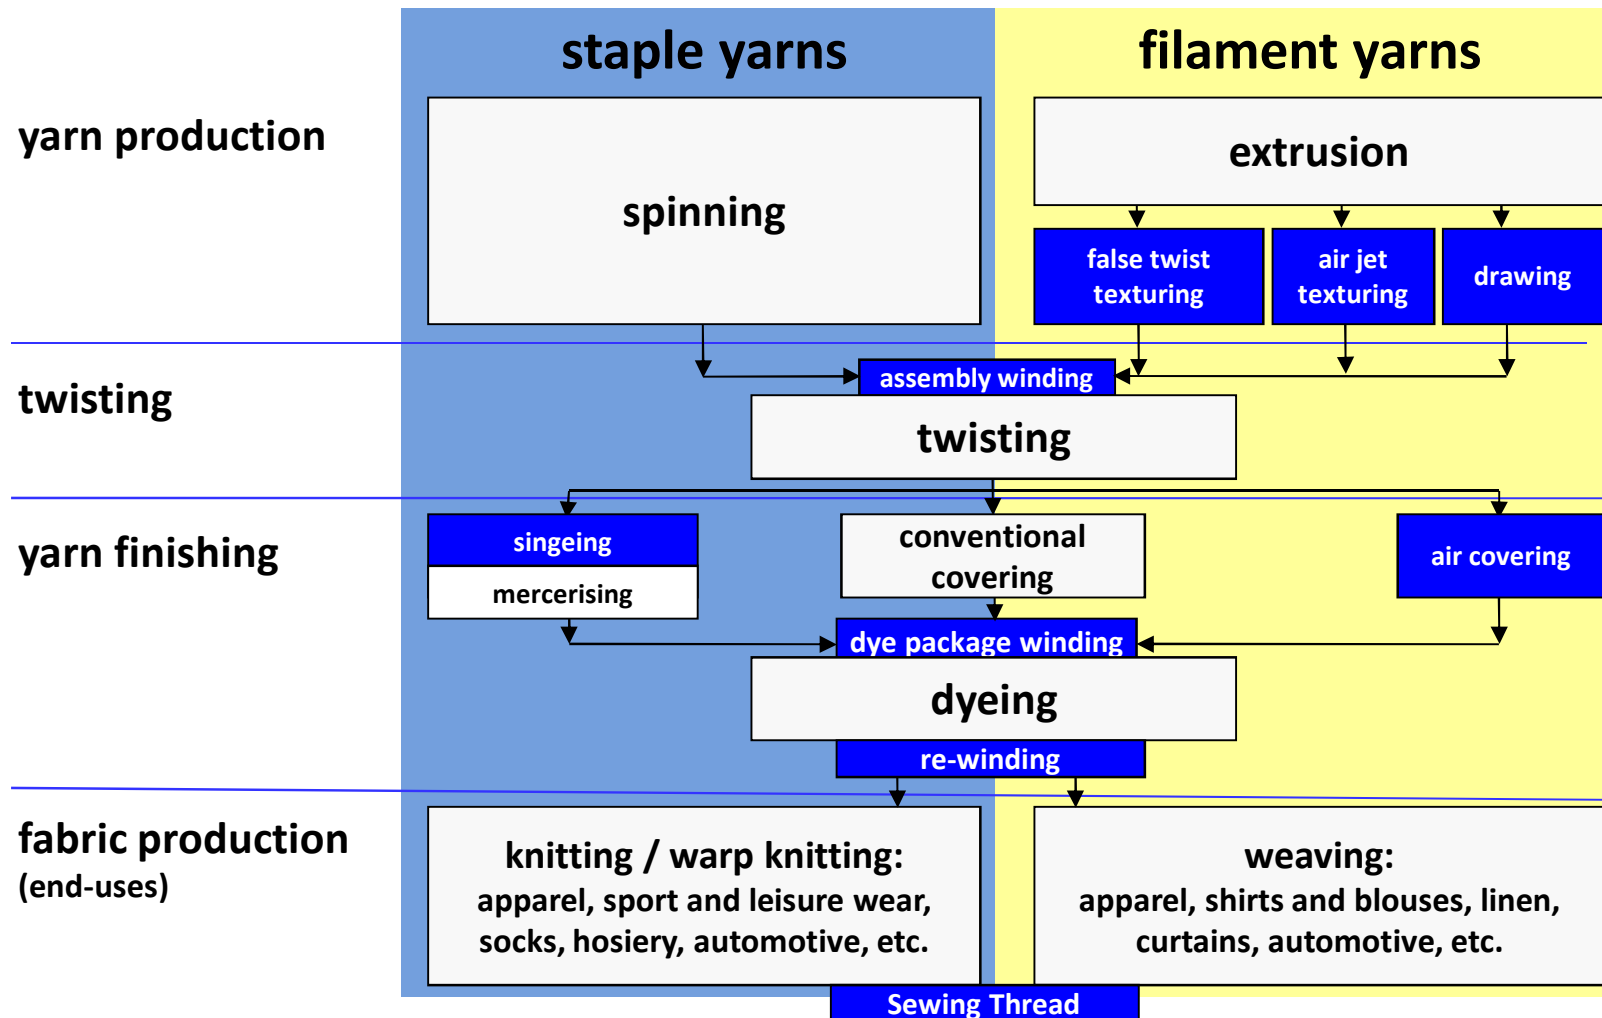 staple yarns
filament yarns
yarn production
spinning
extrusion
false twist
texturing
air jet
texturing
drawing
twisting
assembly winding
twisting
yarn finishing
singeing
mercerising
conventional
covering
air covering
dye package winding
dyeing
re-winding
fabric production
(end-uses)
knitting / warp knitting:
apparel, sport and leisure wear,
socks, hosiery, automotive, etc.
weaving:
apparel, shirts and blouses, linen,
curtains, automotive, etc.
Sewing Thread